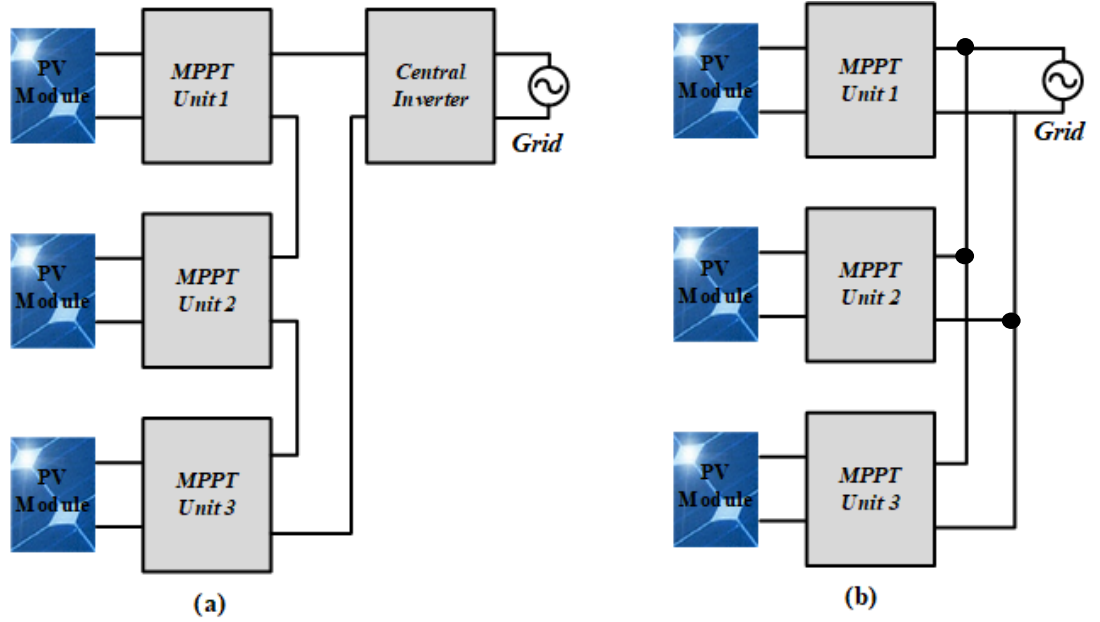 PV
Module
MPPT
Unit 1
Central
Inverter
Grid
PV
Module
MPPT
Unit 2
PV
Module
MPPT
Unit 3
(a)
PV
Module
MPPT
Unit 1
Grid
PV
Module
MPPT
Unit 2
PV
Module
MPPT
Unit 3
(b)